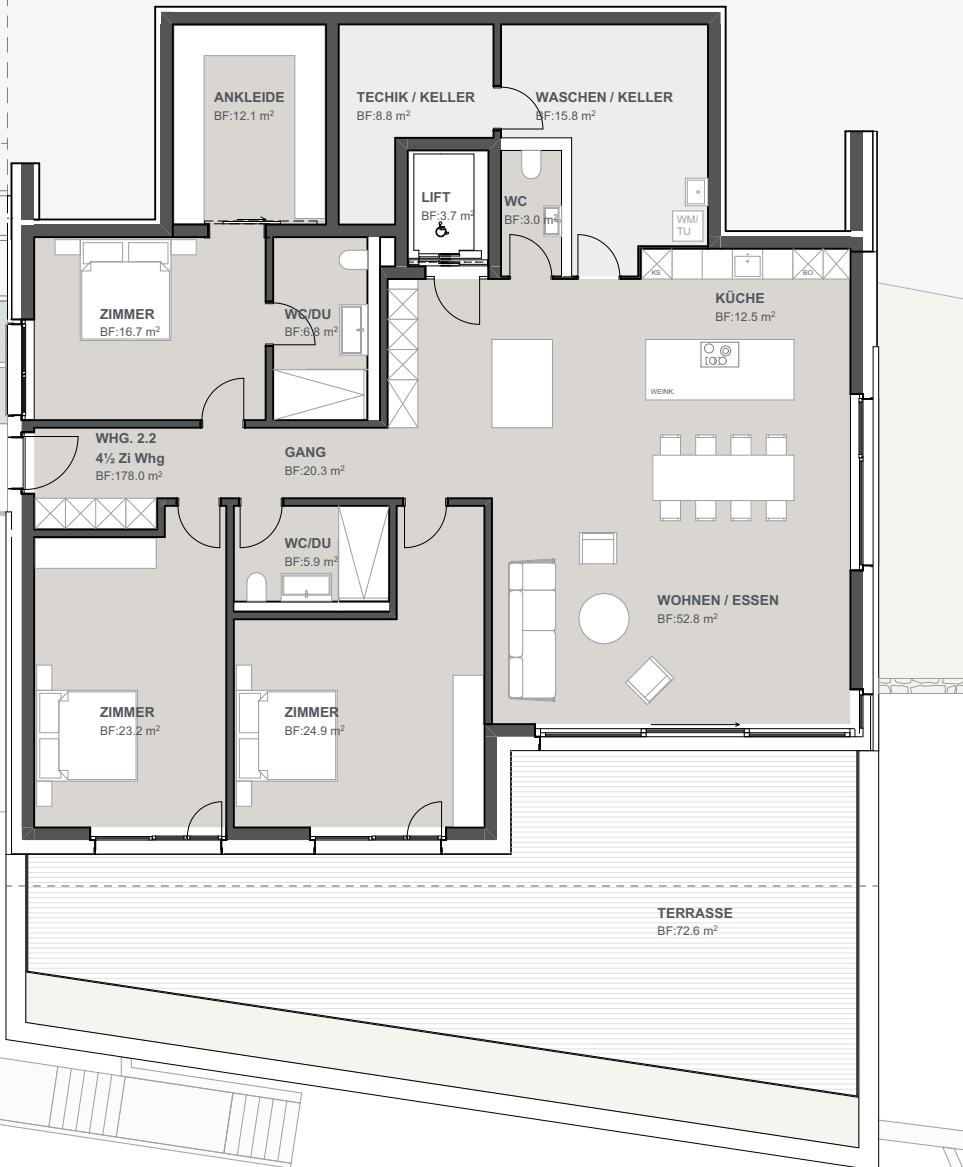 ANKLEIDE
BF:12.1 m²
TECHIK / KELLER
BF:8.8 m²
WASCHEN / KELLER
BF:15.8 m²
LIFT
BF:3.7 m²
WC
BF:3.0 m²
WM/
TU
KS
BO
KÜCHE
BF:12.5 m²
ZIMMER
BF:16.7 m²
WC/DU
BF:6.8 m²
WEINK.
WHG. 2.2
4½ Zi Whg
BF:178.0 m²
GANG
BF:20.3 m²
WC/DU
BF:5.9 m²
WOHNEN / ESSEN
BF:52.8 m²
ZIMMER
BF:23.2 m²
ZIMMER
BF:24.9 m²
TERRASSE
BF:72.6 m²